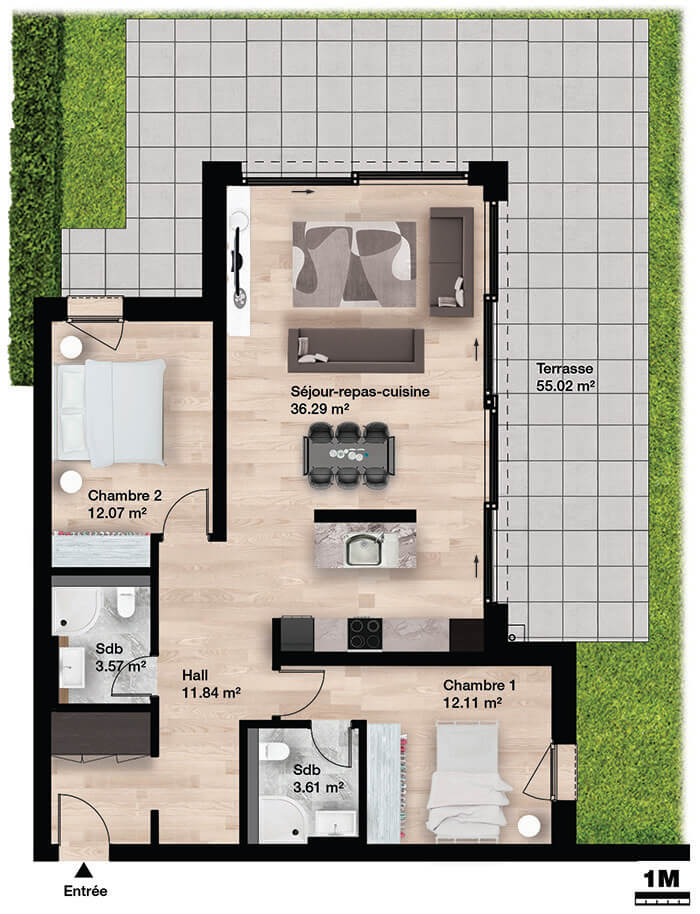 Terrasse
55.02 m²
Séjour-repas-cuisine
36.29 m²
Chambre 2
12.07 m²
Sdb
3.57 m²
Hall
11.84 m²
Chambre 1
12.11 m²
Sdb
3.61 m²
Entrée
1M